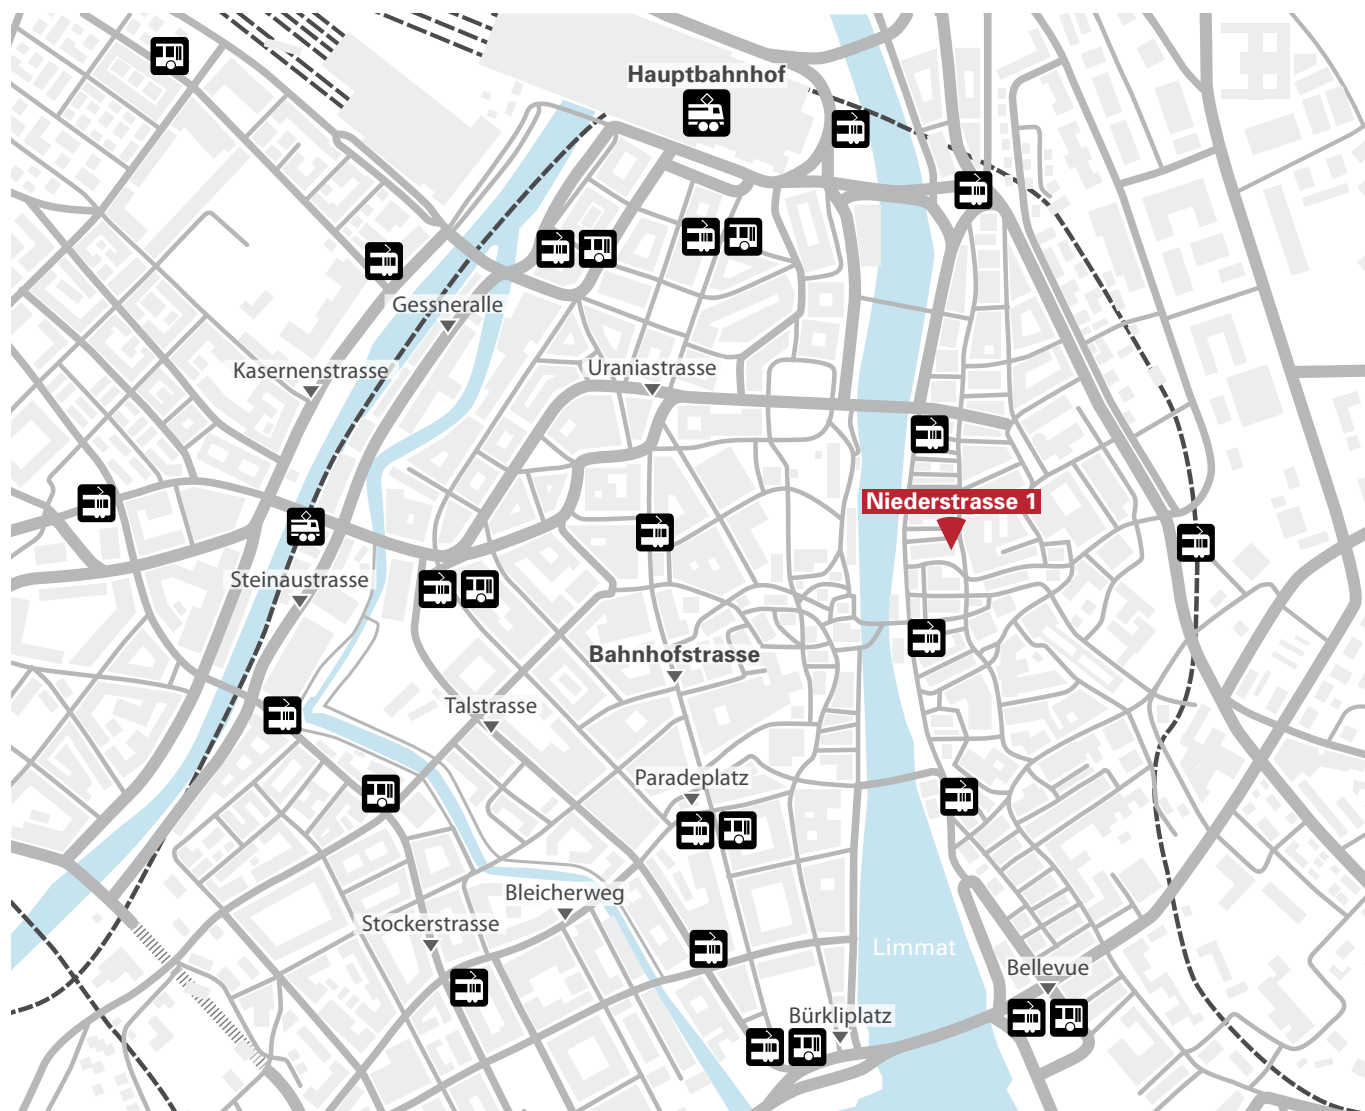 Hauptbahnhof
Gessneralle
Kasernenstrasse
Uraniastrasse
Niederstrasse 1
Steinaustrasse
Bahnhofstrasse
Talstrasse
Paradeplatz
Bleicherweg
Stockerstrasse
Limmat
Bellevue
Bürkliplatz